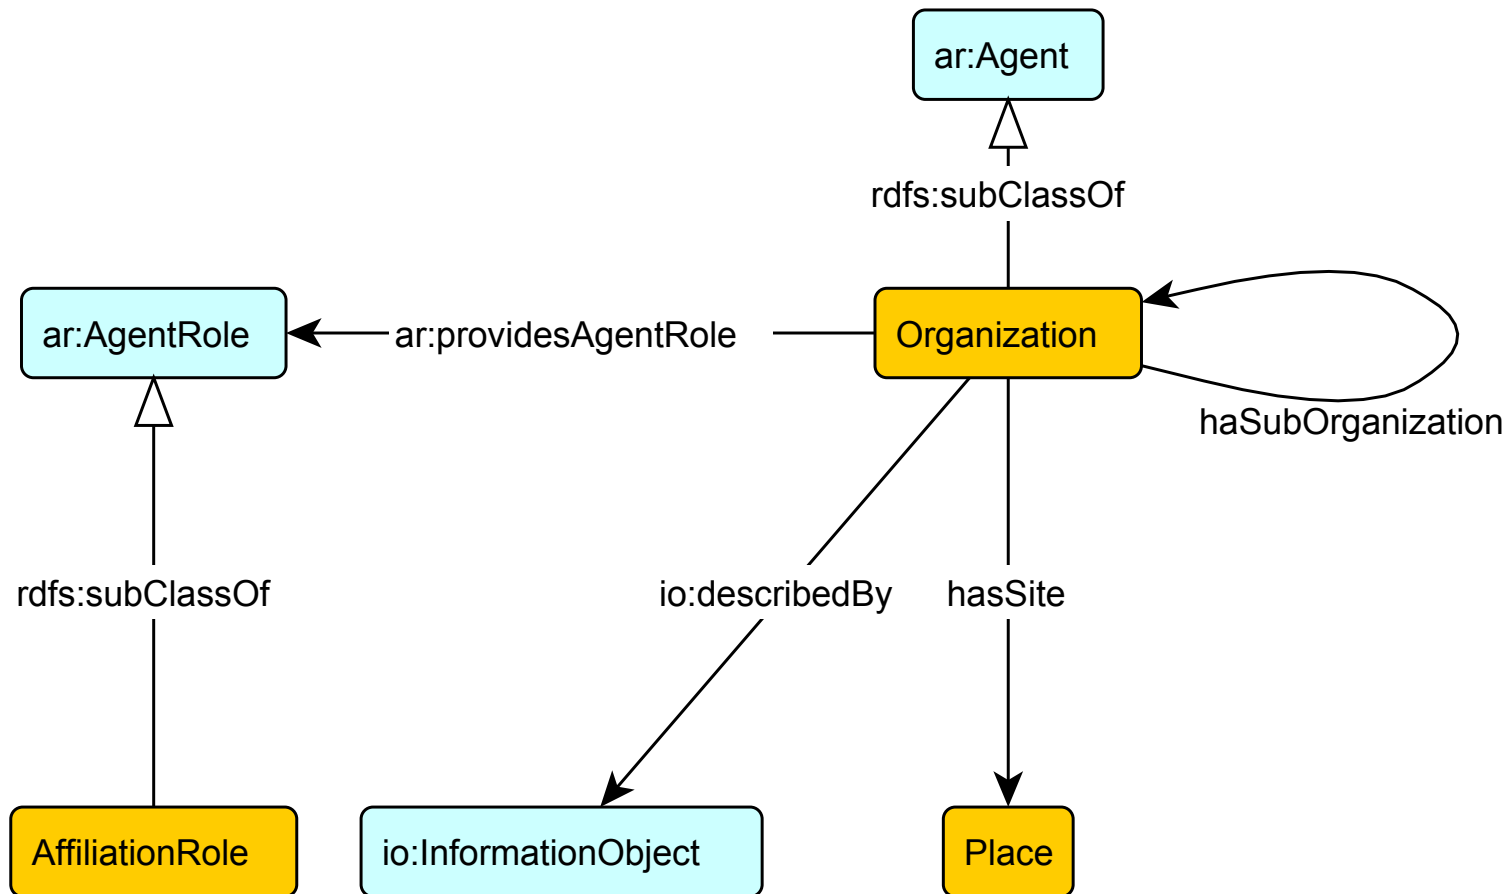 ar:Agent
rdfs:subClassOf
ar:AgentRole
ar:providesAgentRole
Organization
haSubOrganization
rdfs:subClassOf
io:describedBy
hasSite
AffiliationRole
io:InformationObject
Place